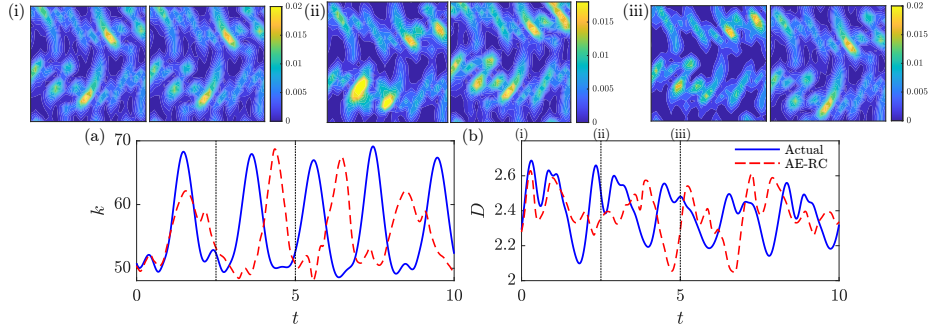 (i) (ii) (iii)
0.02 0.015 0.01 0.005 0
0.015 0.01 0.005 0
0.02 0.015 0.01 0.005 0
(a) (b) (i) (ii) (iii)
70 60 50
k
0 5 10
t
2.8 2.6 2.4 2.2 2
D
Actual
AE-RC
0 5 10
t